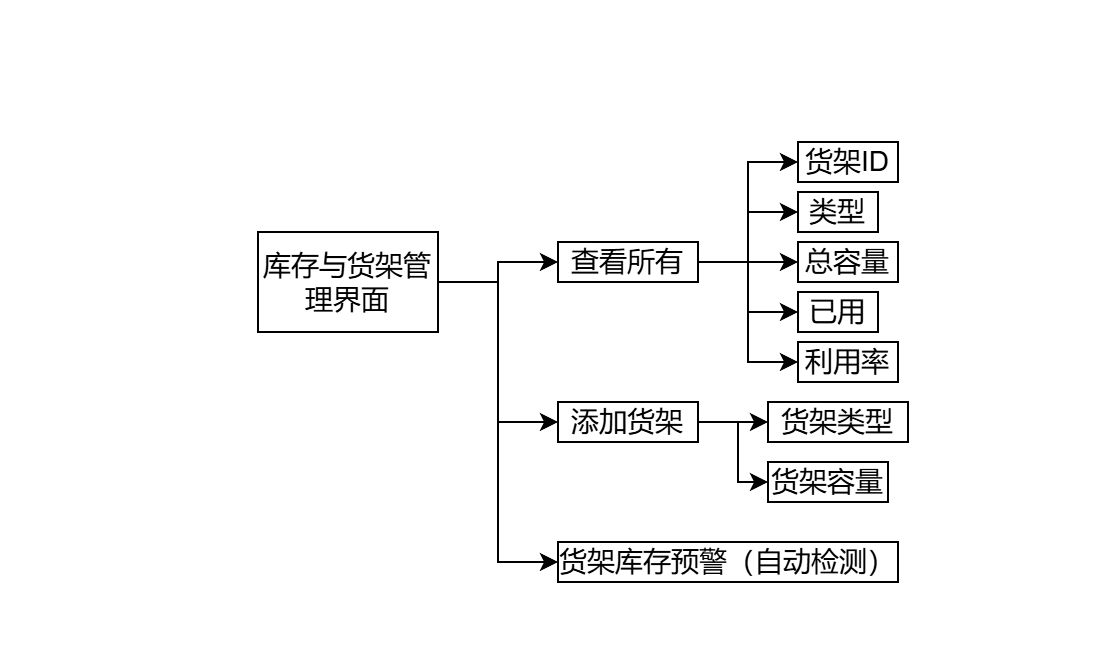 库存与货架管
理界面
查看所有
货架ID
类型
总容量
已用
利用率
添加货架
货架类型
货架容量
货架库存预警（自动检测）